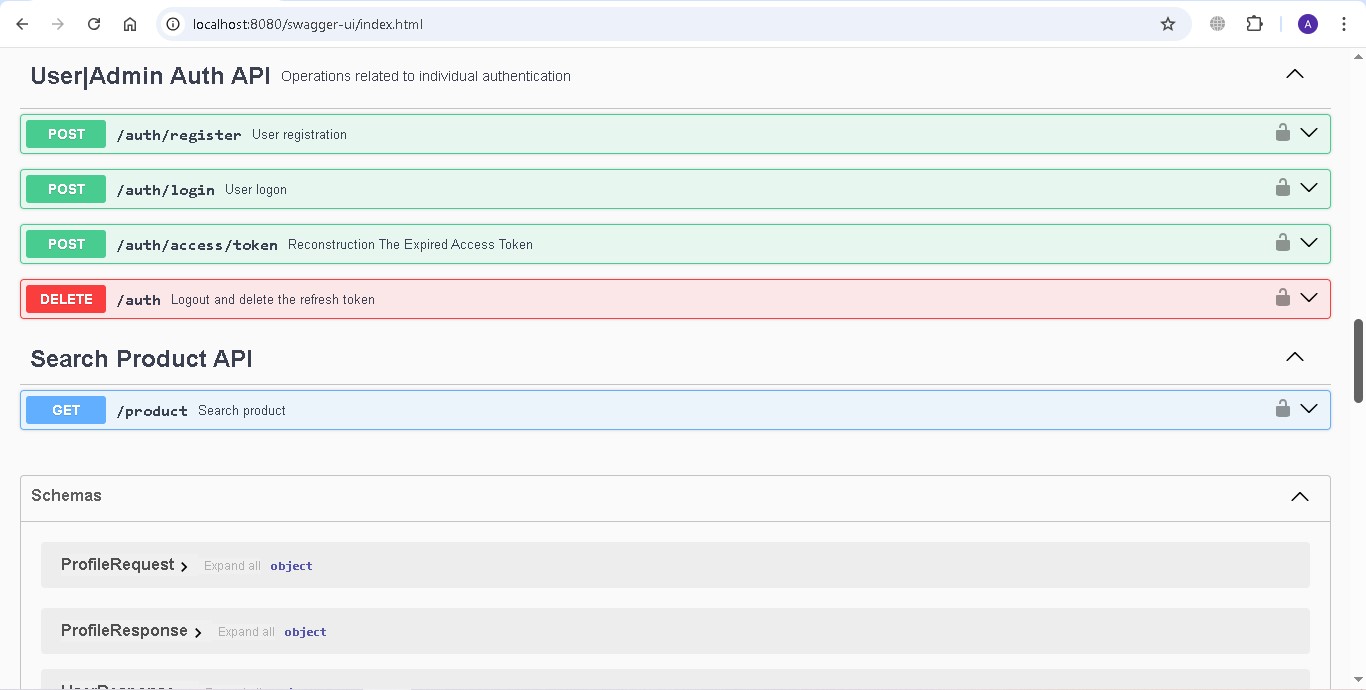 localhost:8080/swagger-ui/index.html
A
User|Admin Auth API Operations related to individual authentication
POST /auth/register User registration
POST /auth/login User logon
POST /auth/access/token Reconstruction The Expired Access Token
DELETE /auth Logout and delete the refresh token
Search Product API
GET /product Search product
Schemas
ProfileRequest Expand all object
ProfileResponse Expand all object